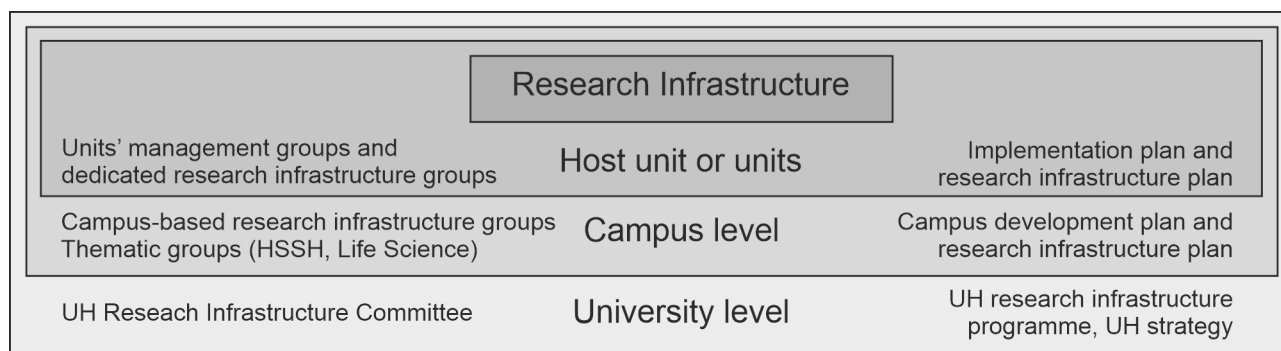 Research Infrastructure
Units’ management groups and
dedicated research infrastructure groups
Host unit or units
Implementation plan and
research infrastructure plan
Campus-based research infrastructure groups
Thematic groups (HSSH, Life Science)
Campus level
Campus development plan and
research infrastructure plan
UH Reseach Infrastructure Committee
University level
UH research infrastructure
programme, UH strategy